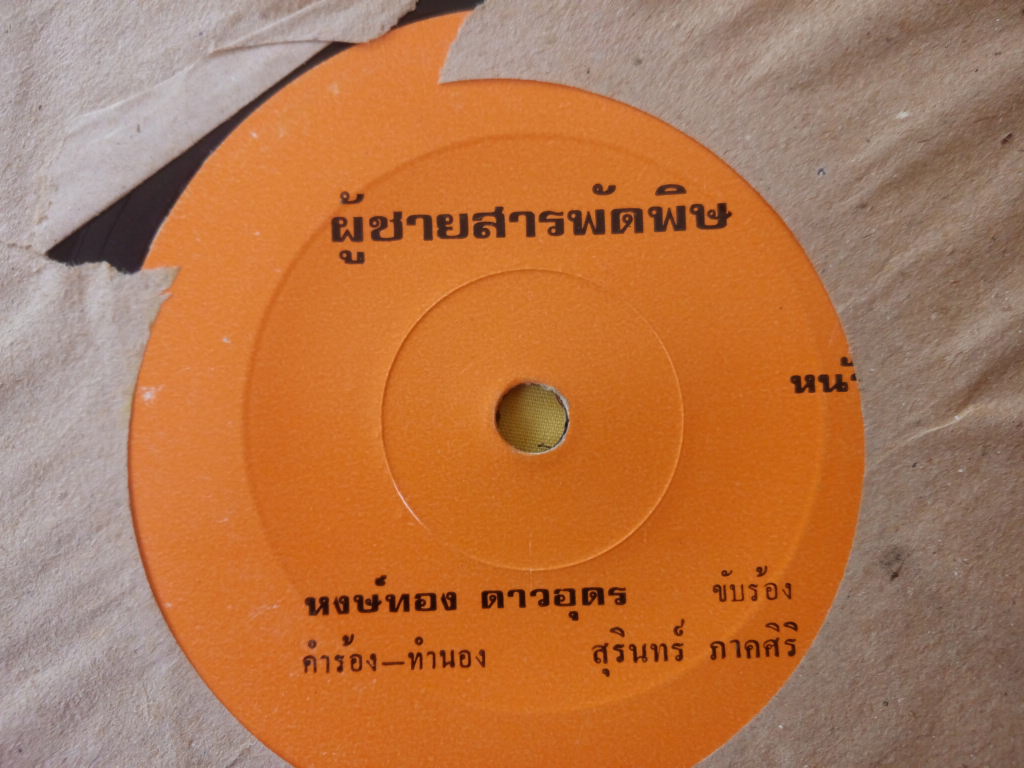 ผู้ชายสารพัดพิษ
หงษ์ทอง ดาวอุดร ขับร้อง
คำร้อง–ทำนอง สุรินทร์ ภาคศิริ